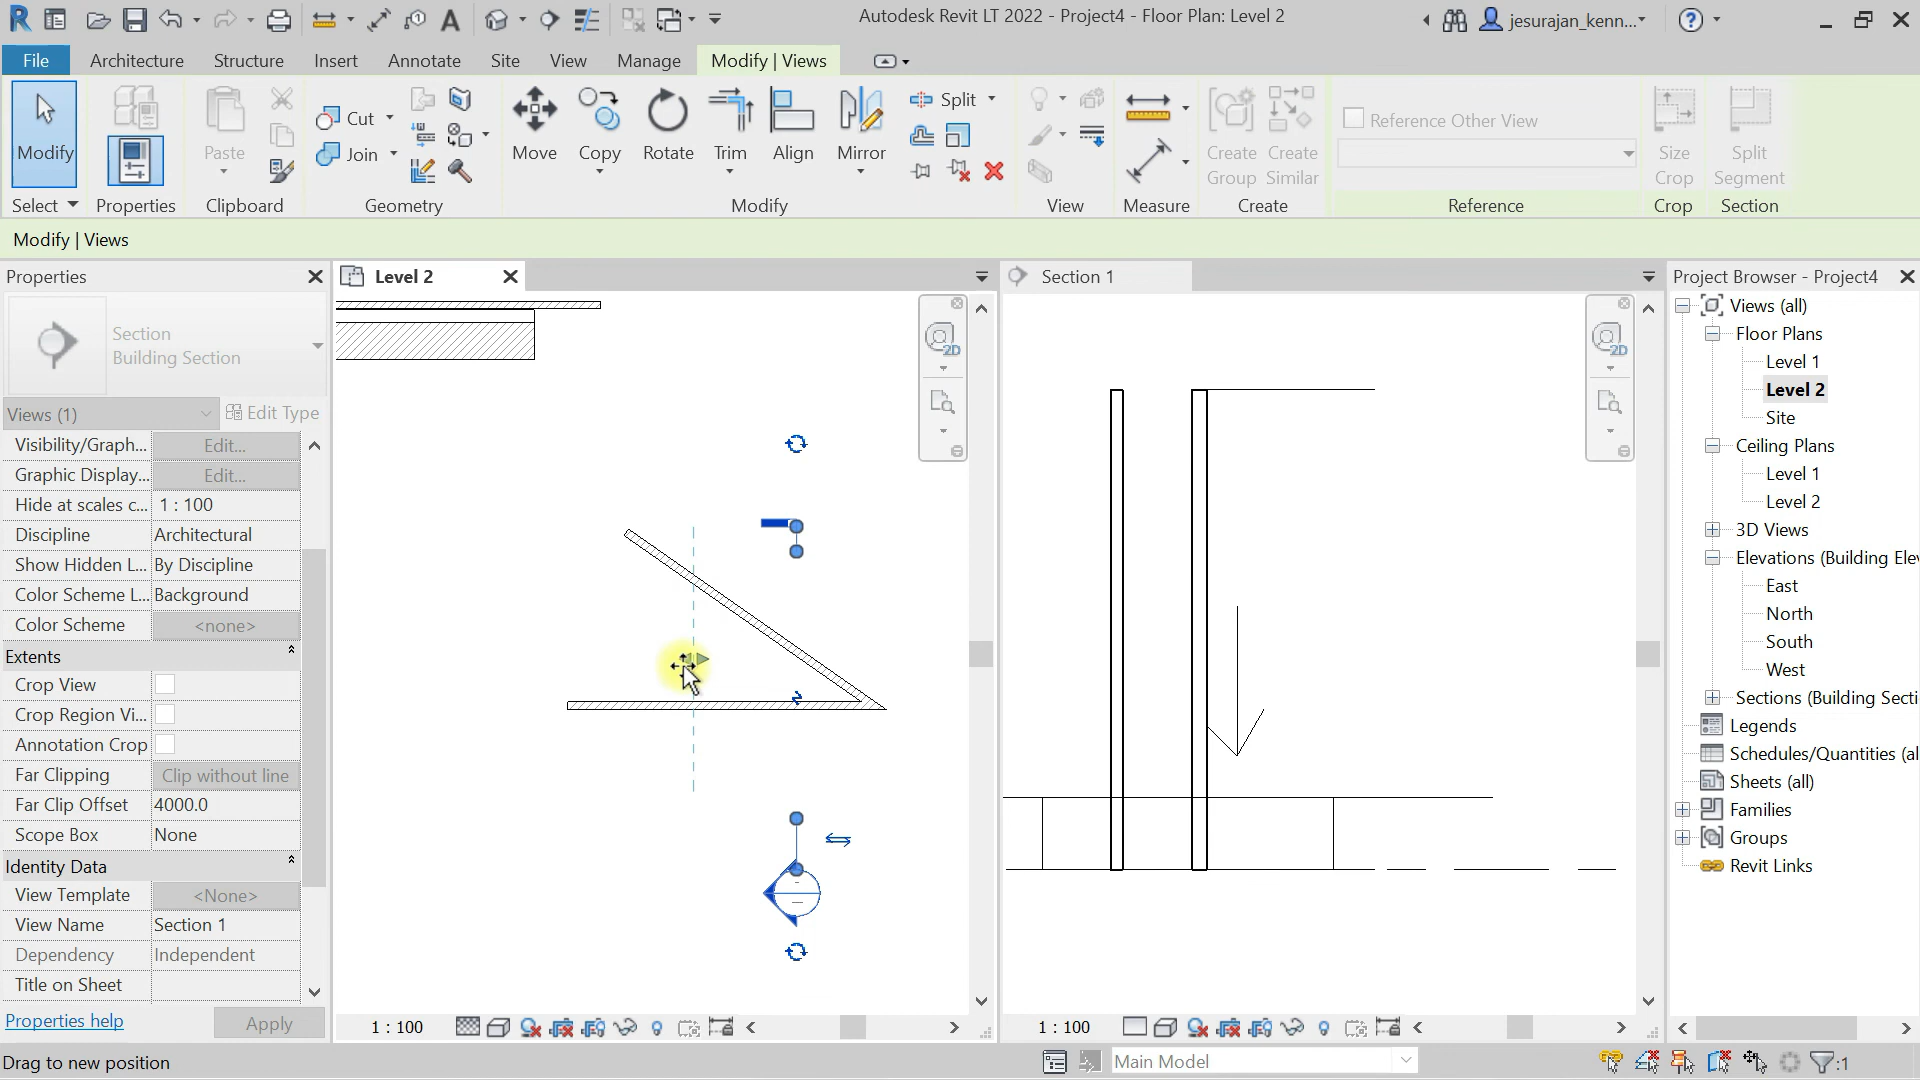 Autodesk Revit LT 2022 - Project4 - Floor Plan: Level 2
jesurajan_kenn...
File Architecture Structure Insert Annotate Site View Manage Modify | Views
Modify
Paste
Cut
Join
Move Copy Rotate Trim Align Mirror
Split
Create Group
Create Similar
Reference Other View
Size Crop
Split Segment
Select Properties Clipboard Geometry Modify View Measure Create Reference Crop Section
Modify | Views
Properties
Section
Building Section
Views (1)
Edit Type
Visibility/Graph... Edit...
Graphic Display... Edit...
Hide at scales c... 1 : 100
Discipline Architectural
Show Hidden L... By Discipline
Color Scheme L... Background
Color Scheme <none>
Extents
Crop View
Crop Region Vi...
Annotation Crop
Far Clipping Clip without line
Far Clip Offset 4000.0
Scope Box None
Identity Data
View Template <None>
View Name Section 1
Dependency Independent
Title on Sheet
Properties help
Apply
Level 2
2D
1 : 100
Section 1
2D
1 : 100
Project Browser - Project4
Views (all)
Floor Plans
Level 1
Level 2
Site
Ceiling Plans
Level 1
Level 2
3D Views
Elevations (Building Ele
East
North
South
West
Sections (Building Secti
Legends
Schedules/Quantities (al
Sheets (all)
Families
Groups
Revit Links
Drag to new position
Main Model
:1